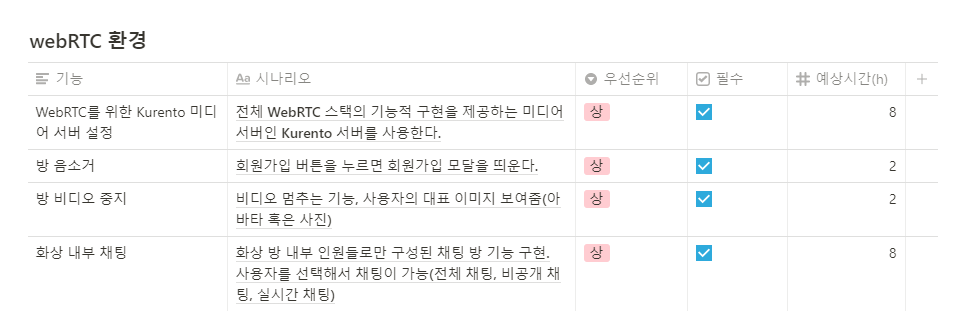 webRTC 환경
기능 Aa 시나리오 우선순위 필수 예상시간(h)
WebRTC를 위한 Kurento 미디 전체 WebRTC 스택의 기능적 구현을 제공하는 미디어 상 8
어 서버 설정 서버인 Kurento 서버를 사용한다.
방 음소거 회원가입 버튼을 누르면 회원가입 모달을 띄운다. 상 2
방 비디오 중지 비디오 멈추는 기능, 사용자의 대표 이미지 보여줌(아 상 2
바타 혹은 사진)
화상 내부 채팅 화상 방 내부 인원들로만 구성된 채팅 방 기능 구현. 상 8
사용자를 선택해서 채팅이 가능(전체 채팅, 비공개 채
팅, 실시간 채팅)